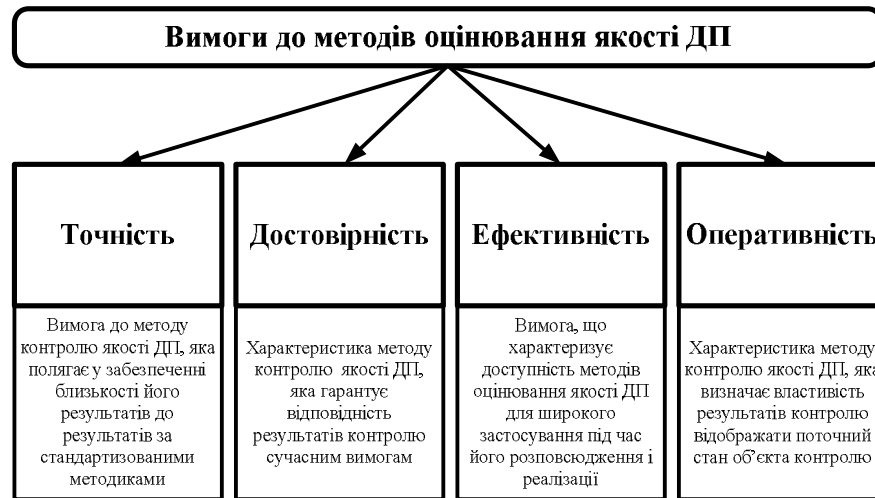 Вимоги до методів оцінювання якості ДП
Точність
Достовірність
Ефективність
Оперативність
Вимога до методу
контролю якості ДП, яка
полягає у забезпеченні
близькості його
результатів до
результатів за
стандартизованими
методиками
Характеристика методу
контролю якості ДП,
яка гарантує
відповідність
результатів контролю
сучасним вимогам
Вимога, що
характеризує
доступність методів
оцінювання якості ДП
для широкого
застосування під час
його розповсюдження і
реалізації
Характеристика методу
контролю якості ДП, яка
визначає властивість
результатів контролю
відображати поточний
стан об’єкта контролю